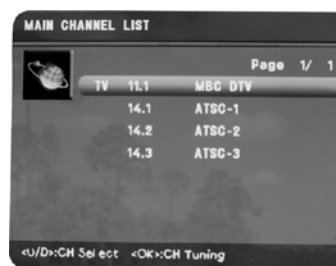 MAIN CHANNEL LIST
Page 1/ 1
TV 11.1 MBC DTV
14.1 ATSC-1
14.2 ATSC-2
14.3 ATSC-3
<U/D>:CH Select <OK>:CH Tuning